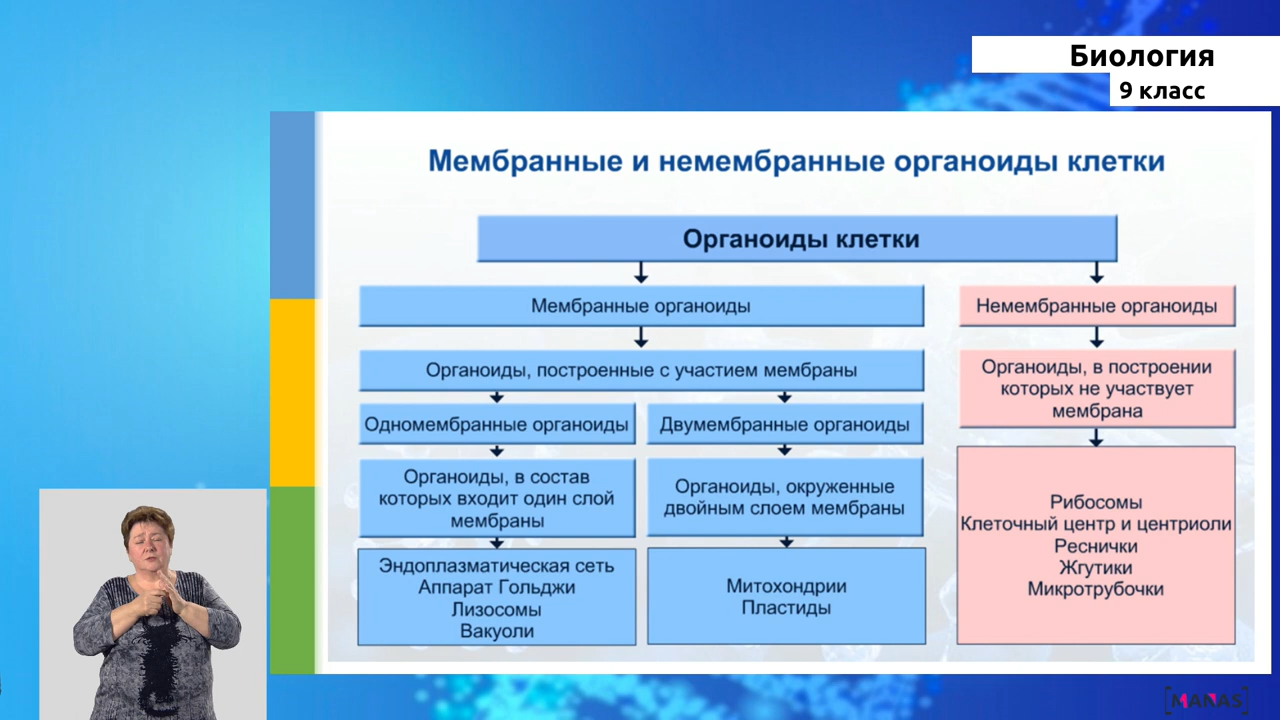 Биология
9 класс
Мембранные и немембранные органоиды клетки
Органоиды клетки
Мембранные органоиды
Немембранные органоиды
Органоиды, построенные с участием мембраны
Органоиды, в построении
которых не участвует
мембрана
Одномембранные органоиды
Двумембранные органоиды
Органоиды, в состав
которых входит один слой
мембраны
Органоиды, окруженные
двойным слоем мембраны
Эндоплазматическая сеть
Аппарат Гольджи
Лизосомы
Вакуоли
Митохондрии
Пластиды
Рибосомы
Клеточный центр и центриоли
Реснички
Жгутики
Микротрубочки
[MANAS]